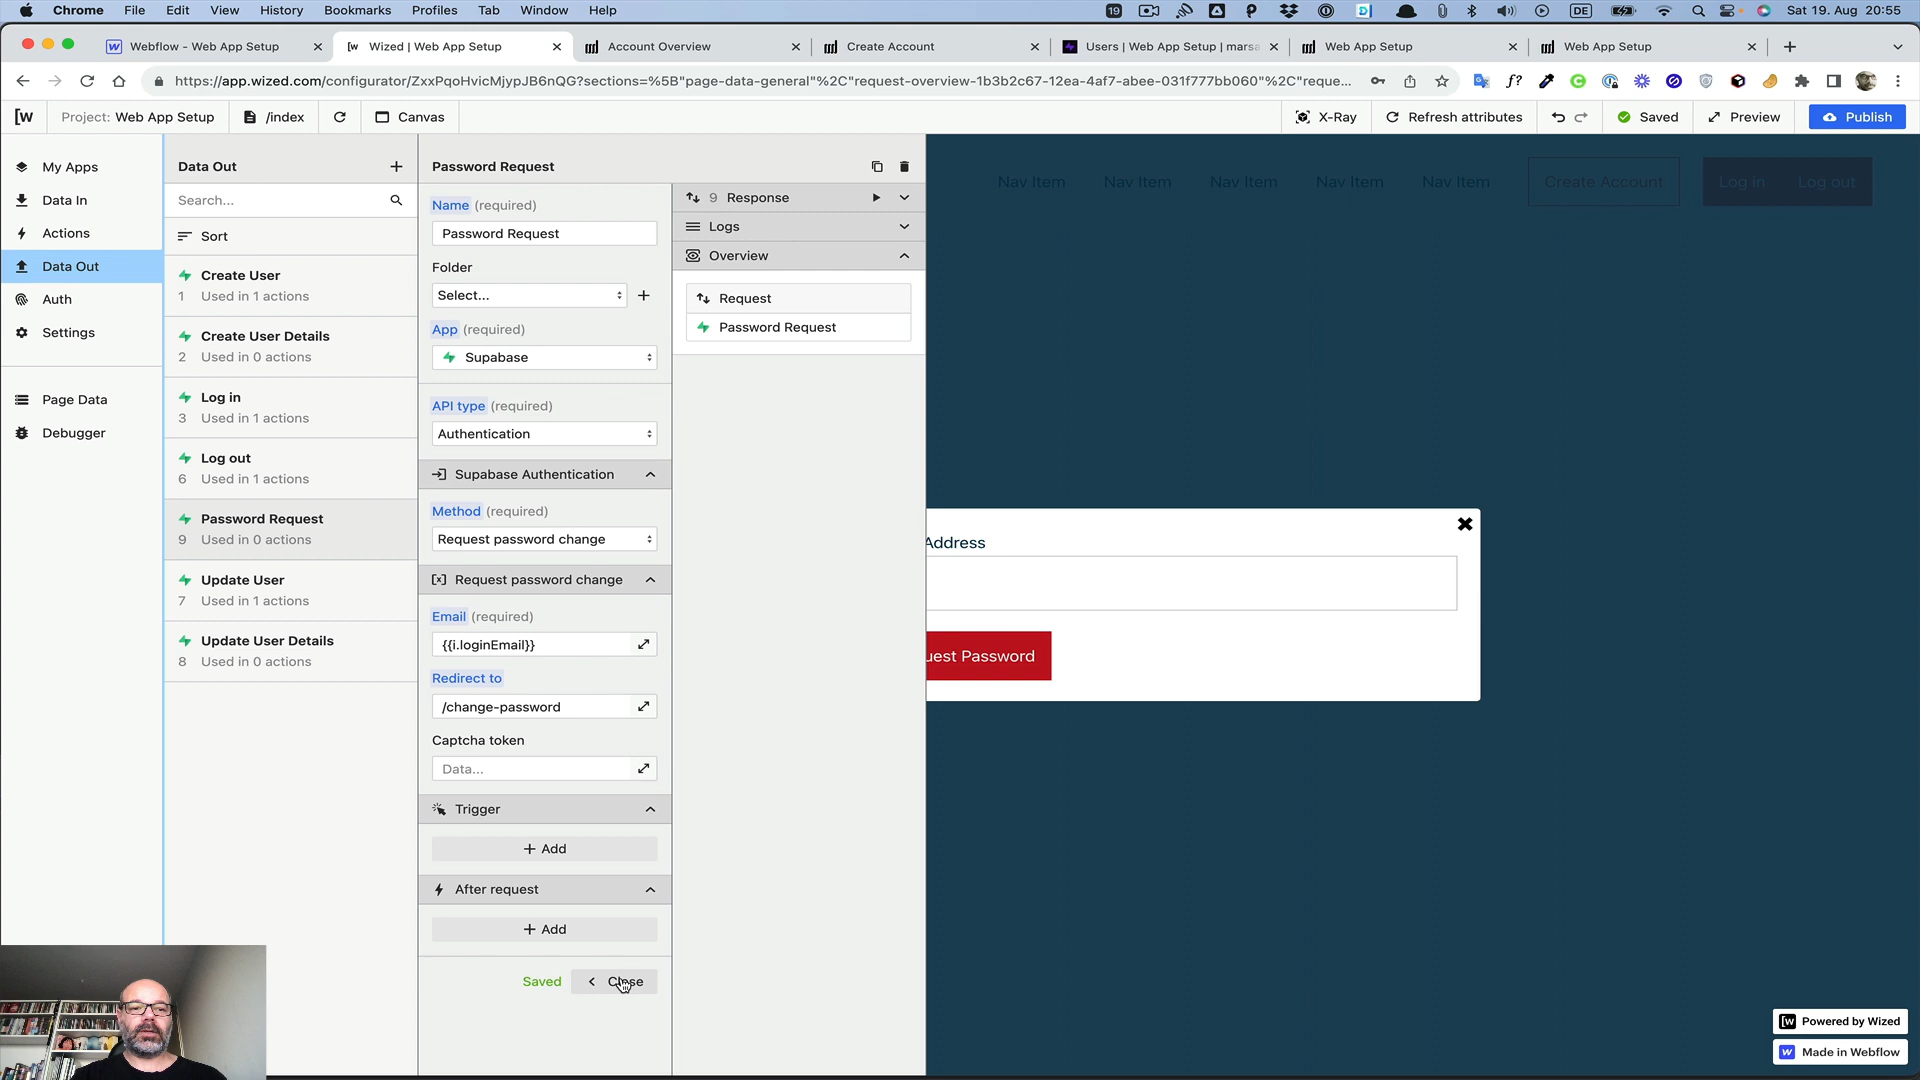 Chrome File Edit View History Bookmarks Profiles Tab Window Help
19 DE Sat 19. Aug 20:55
Webflow - Web App Setup
Wized | Web App Setup
Account Overview
Create Account
Users | Web App Setup | marsa
Web App Setup
Web App Setup
https://app.wized.com/configurator/ZxxPqoHvicMjypJB6nQG?sections=%5B"page-data-general"%2C"request-overview-1b3b2c67-12ea-4af7-abee-031f777bb060"%2C"reque...
[w Project: Web App Setup /index Canvas X-Ray Refresh attributes Saved Preview Publish
My Apps
Data In
Actions
Data Out
Auth
Settings
Page Data
Debugger
Data Out
Search...
Sort
Create User
1 Used in 1 actions
Create User Details
2 Used in 0 actions
Log in
3 Used in 1 actions
Log out
6 Used in 1 actions
Password Request
9 Used in 0 actions
Update User
7 Used in 1 actions
Update User Details
8 Used in 0 actions
Password Request
Name (required)
Password Request
Folder
Select...
App (required)
Supabase
API type (required)
Authentication
Supabase Authentication
Method (required)
Request password change
Request password change
Email (required)
{{i.loginEmail}}
Redirect to
/change-password
Captcha token
Data...
Trigger
+ Add
After request
+ Add
Saved Close
9 Response
Logs
Overview
Request
Password Request
Nav Item Nav Item Nav Item Nav Item Nav Item Create Account Log in Log out
Address
uest Password
Powered by Wized
Made in Webflow